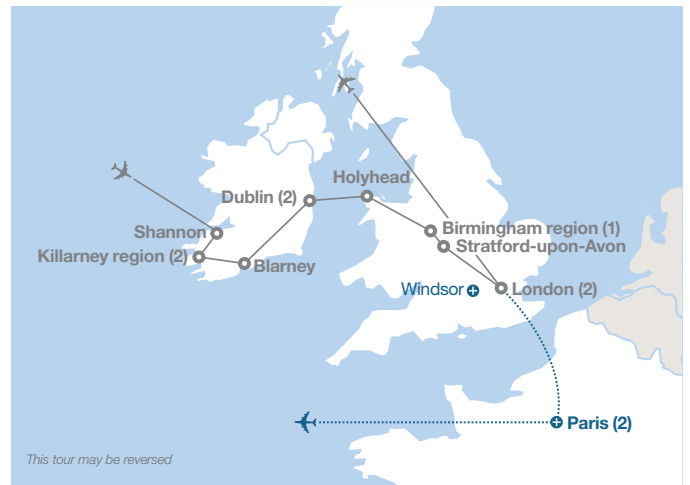 Holyhead
Dublin (2)
Birmingham region (1)
Shannon
Stratford-upon-Avon
Killarney region (2)
Blarney
Windsor
London (2)
Paris (2)
This tour may be reversed